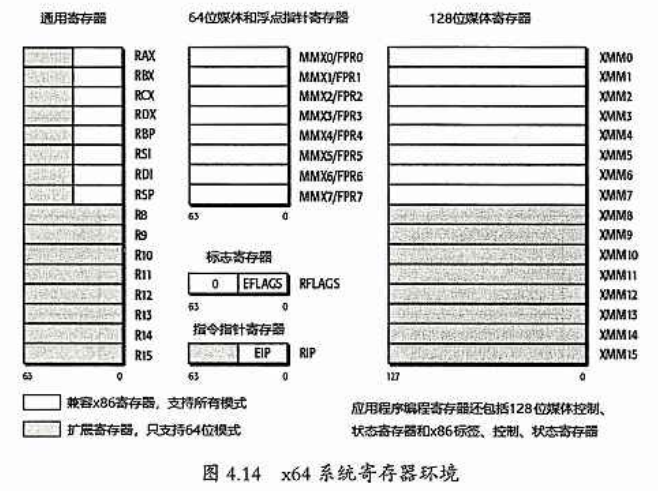 通用寄存器
64位媒体和浮点指针寄存器
128位媒体寄存器
RAX
RBX
RCX
RDX
RBP
RSI
RDI
RSP
R8
R9
R10
R11
R12
R13
R14
R15
63 0
MMX0/FPR0
MMX1/FPR1
MMX2/FPR2
MMX3/FPR3
MMX4/FPR4
MMX5/FPR5
MMX6/FPR6
MMX7/FPR7
63 0
标志寄存器
0 EFLAGS RFLAGS
63 0
指令指针寄存器
EIP RIP
63 0
XMM0
XMM1
XMM2
XMM3
XMM4
XMM5
XMM6
XMM7
XMM8
XMM9
XMM10
XMM11
XMM12
XMM13
XMM14
XMM15
127 0
兼容x86寄存器，支持所有模式
扩展寄存器，只支持64位模式
应用程序编程寄存器还包括128位媒体控制、
状态寄存器和x86标签、控制、状态寄存器
图 4.14 x64 系统寄存器环境